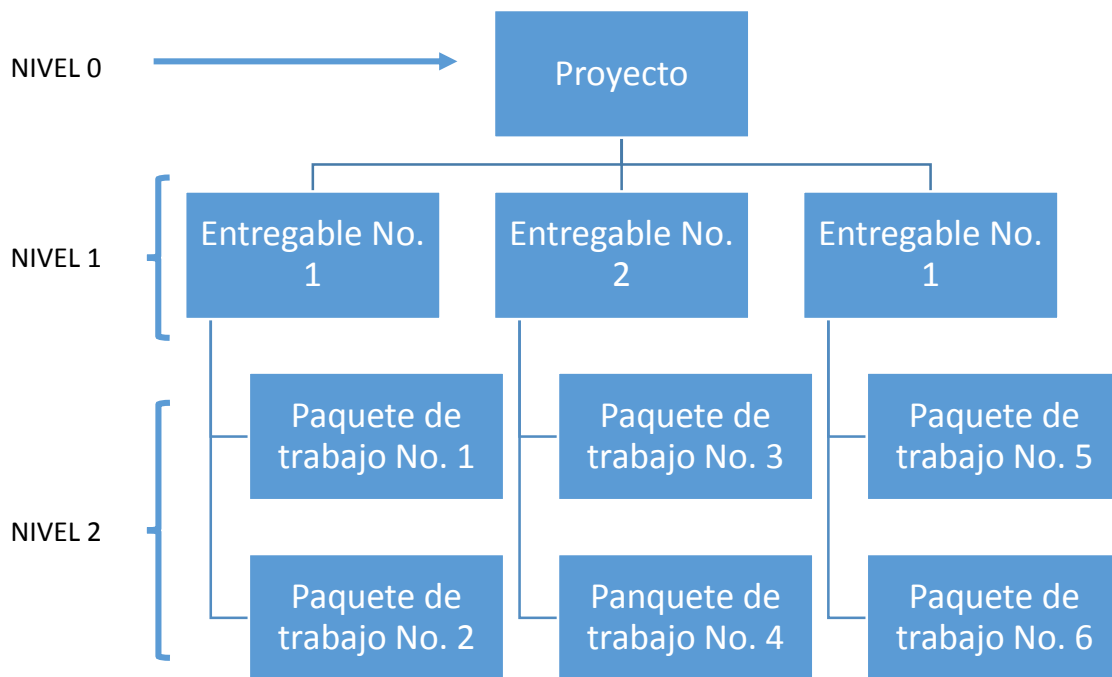 NIVEL 0
Proyecto
NIVEL 1
Entregable No.
1
Entregable No.
2
Entregable No.
1
NIVEL 2
Paquete de
trabajo No. 1
Paquete de
trabajo No. 3
Paquete de
trabajo No. 5
Paquete de
trabajo No. 2
Panquete de
trabajo No. 4
Paquete de
trabajo No. 6